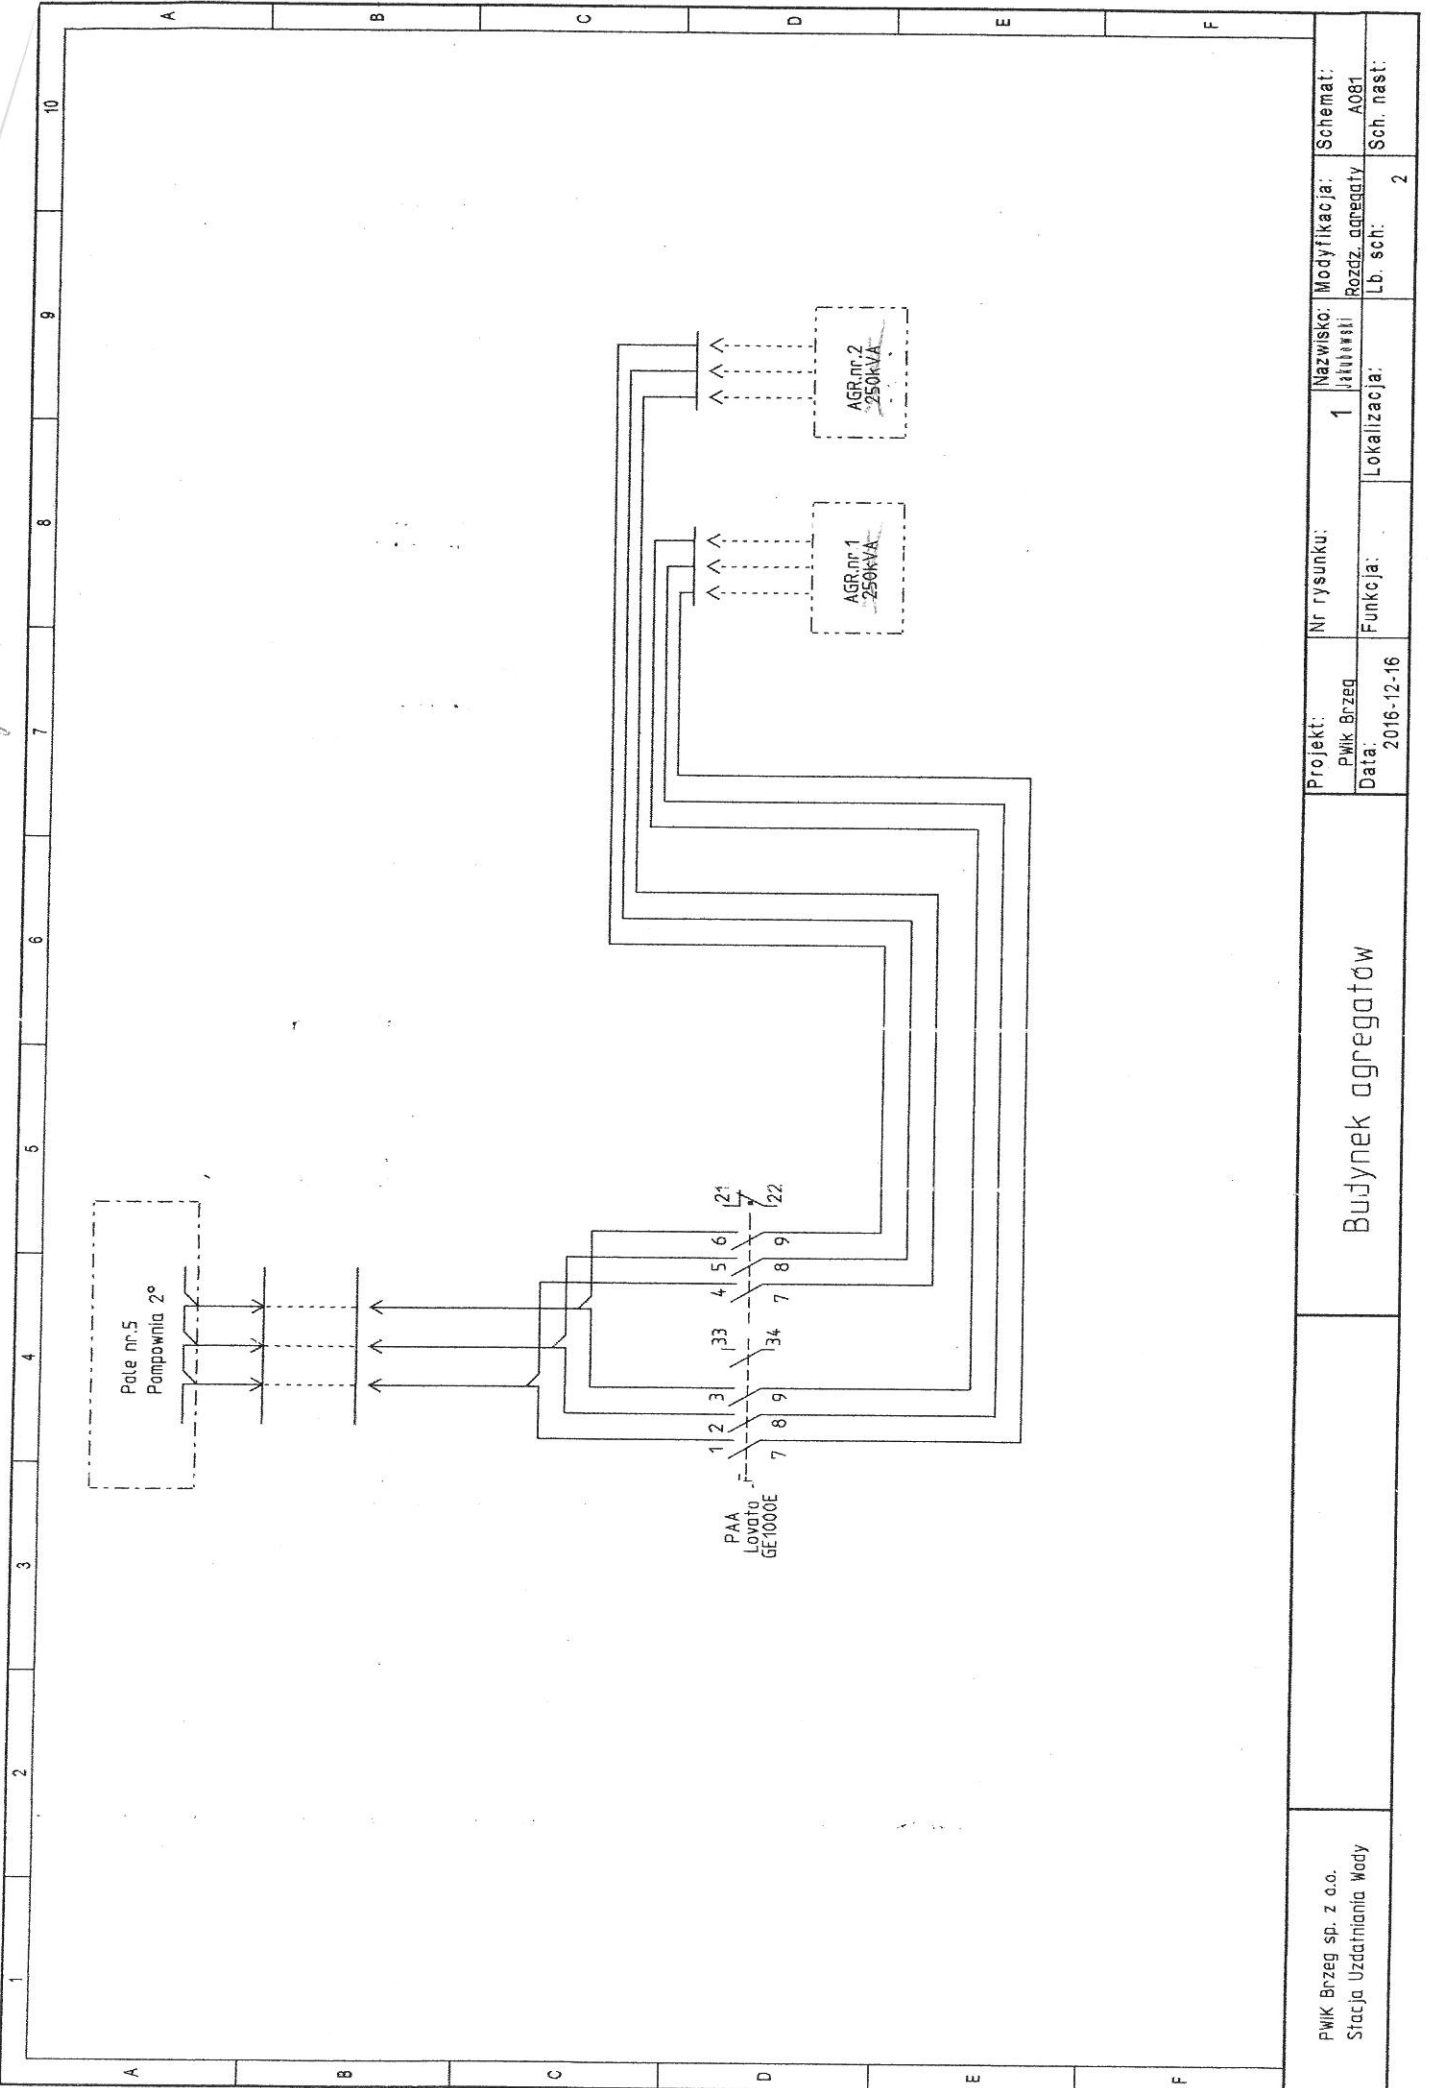 1 2 3 4 5 6 7 8 9 10
A A
B B
C C
D D
E E
F F
Pole nr.5
Pompownia 2°
1 2 3 33 4 5 6 21
7 8 9 34 7 8 9 22
PAA
Lovato
GE1000E
AGR.nr.1
250kVA
AGR.nr.2
250kVA
PWiK Brzeg sp. z o.o.
Stacja Uzdatniania Wody
Budynek agregatów
Projekt:
PWik Brzeg
Data:
2016-12-16
Nr rysunku:
1
Funkcja:
Nazwisko:
Jakubowski
Lokalizacja:
Modyfikacja:
Rozdz. agregaty
Lb. sch:
2
Schemat:
A081
Sch. nast: